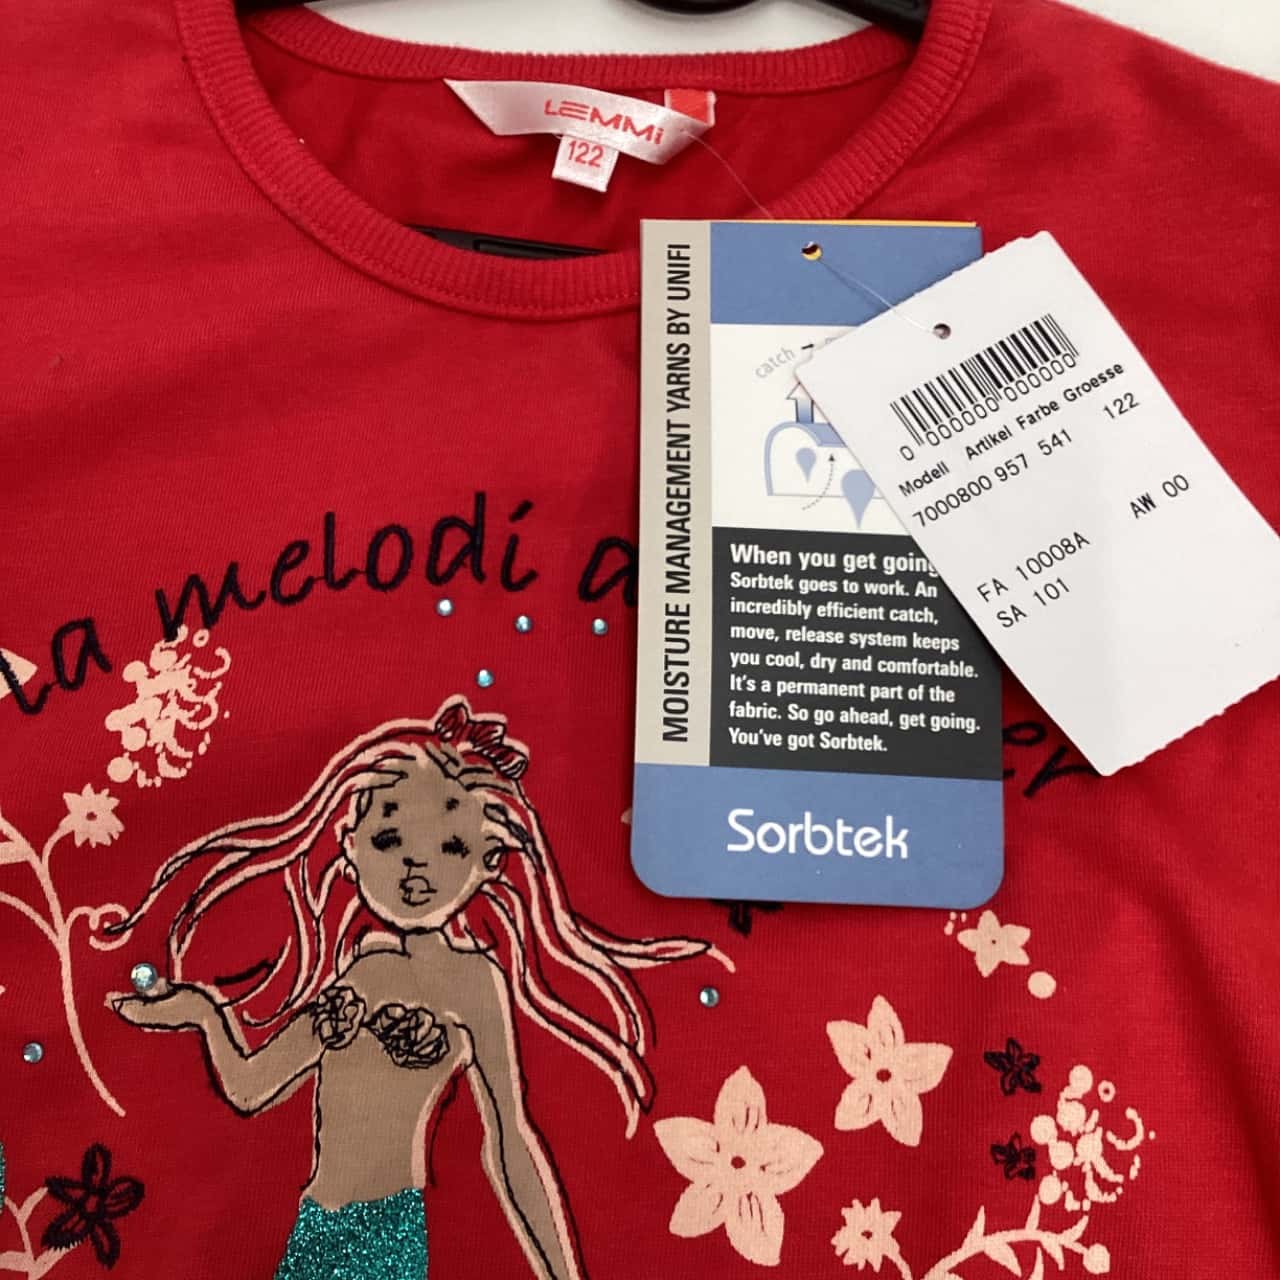 LEMMi
122
MOISTURE MANAGEMENT YARNS BY UNIFI
catch
When you get going
Sorbtek goes to work. An
incredibly efficient catch,
move, release system keeps
you cool, dry and comfortable.
It's a permanent part of the
fabric. So go ahead, get going.
You've got Sorbtek.
Sorbtek
0 000000 000000
Modell Artikel Farbe Groesse
7000800 957 541 122
AW 00
FA 10008A
SA 101
La melodí a
er